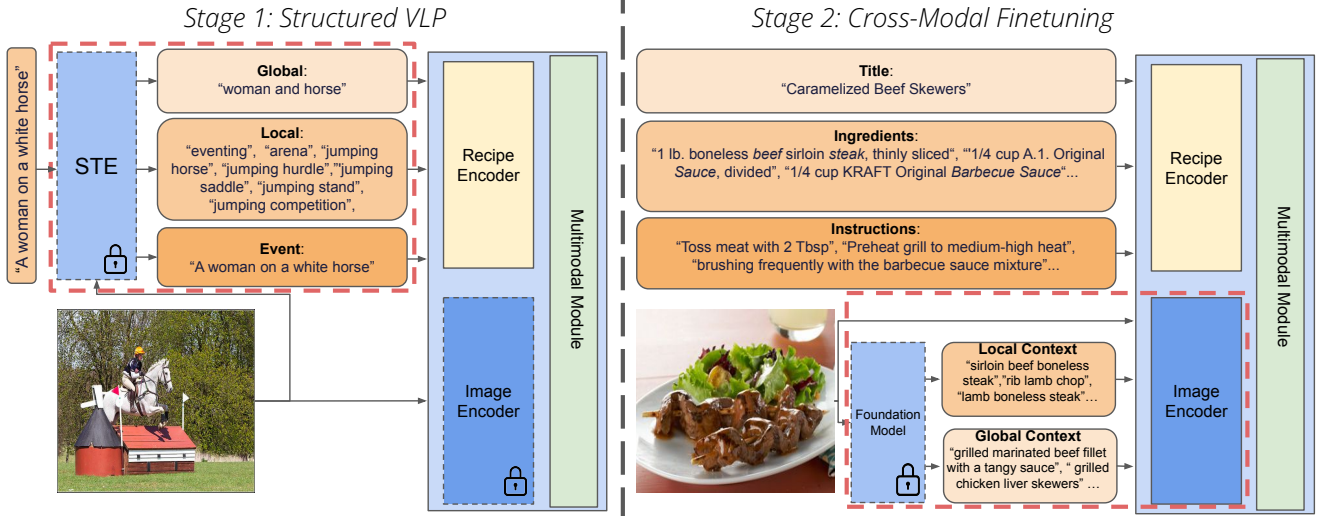 Stage 1: Structured VLP
"A woman on a white horse"
STE
Global:
"woman and horse"
Local:
"eventing", "arena", "jumping
horse", "jumping hurdle","jumping
saddle", "jumping stand",
"jumping competition",
Event:
"A woman on a white horse"
Recipe
Encoder
Image
Encoder
Multimodal Module
Stage 2: Cross-Modal Finetuning
Title:
"Caramelized Beef Skewers"
Ingredients:
"1 lb. boneless beef sirloin steak, thinly sliced", "'1/4 cup A.1. Original
Sauce, divided", "1/4 cup KRAFT Original Barbecue Sauce"...
Instructions:
"Toss meat with 2 Tbsp", "Preheat grill to medium-high heat",
"brushing frequently with the barbecue sauce mixture"...
Foundation
Model
Local Context
"sirloin beef boneless
steak","rib lamb chop",
"lamb boneless steak"...
Global Context
"grilled marinated beef fillet
with a tangy sauce", " grilled
chicken liver skewers" ...
Recipe
Encoder
Image
Encoder
Multimodal Module